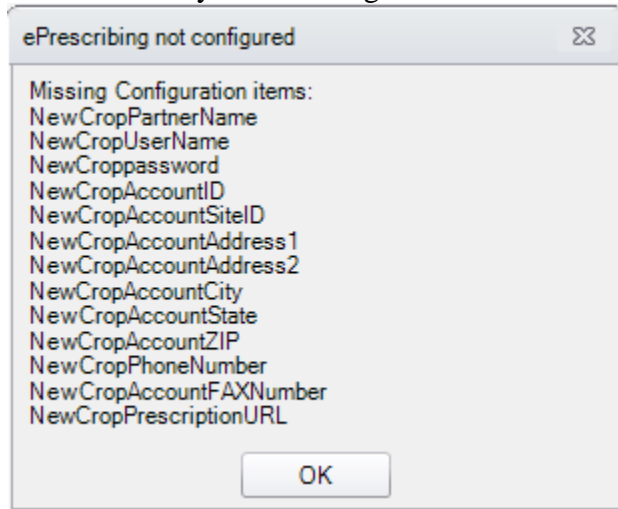 ePrescribing not configured
Missing Configuration items:
NewCropPartnerName
NewCropUserName
NewCroppassword
NewCropAccountID
NewCropAccountSiteID
NewCropAccountAddress1
NewCropAccountAddress2
NewCropAccountCity
NewCropAccountState
NewCropAccountZIP
NewCropPhoneNumber
NewCropAccountFAXNumber
NewCropPrescriptionURL
OK